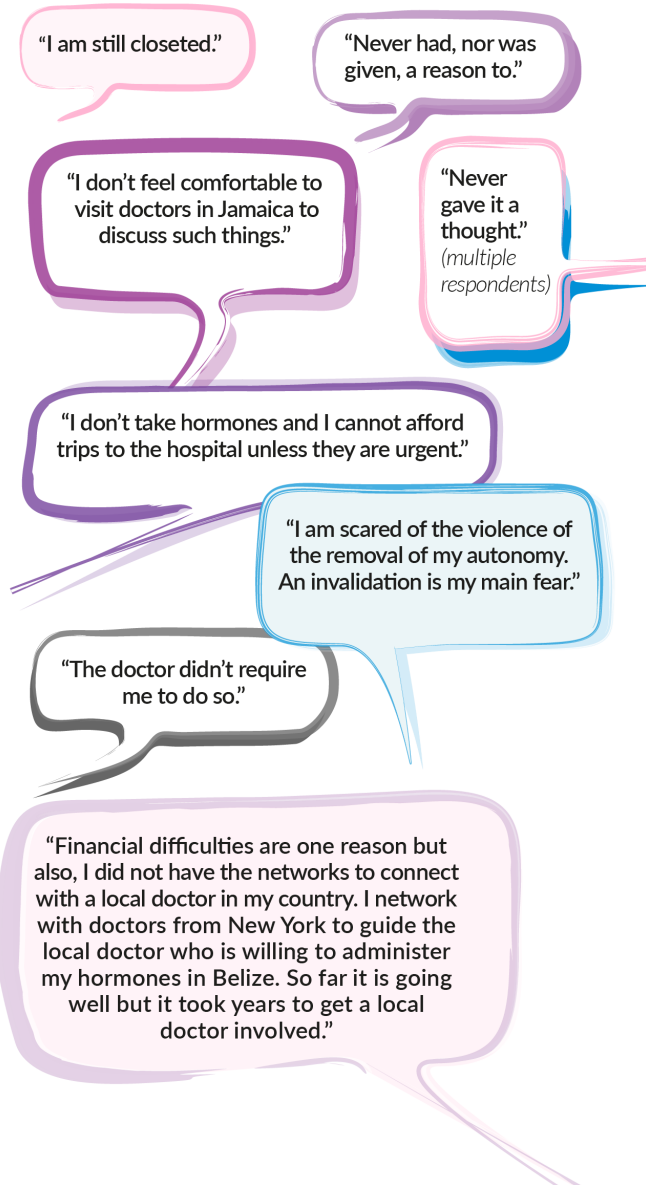 “I am still closeted.”
“Never had, nor was
given, a reason to.”
“I don’t feel comfortable to
visit doctors in Jamaica to
discuss such things.”
“Never
gave it a
thought.”
(multiple
respondents)
“I don’t take hormones and I cannot afford
trips to the hospital unless they are urgent.”
“I am scared of the violence of
the removal of my autonomy.
An invalidation is my main fear.”
“The doctor didn’t require
me to do so.”
“Financial difficulties are one reason but
also, I did not have the networks to connect
with a local doctor in my country. I network
with doctors from New York to guide the
local doctor who is willing to administer
my hormones in Belize. So far it is going
well but it took years to get a local
doctor involved.”